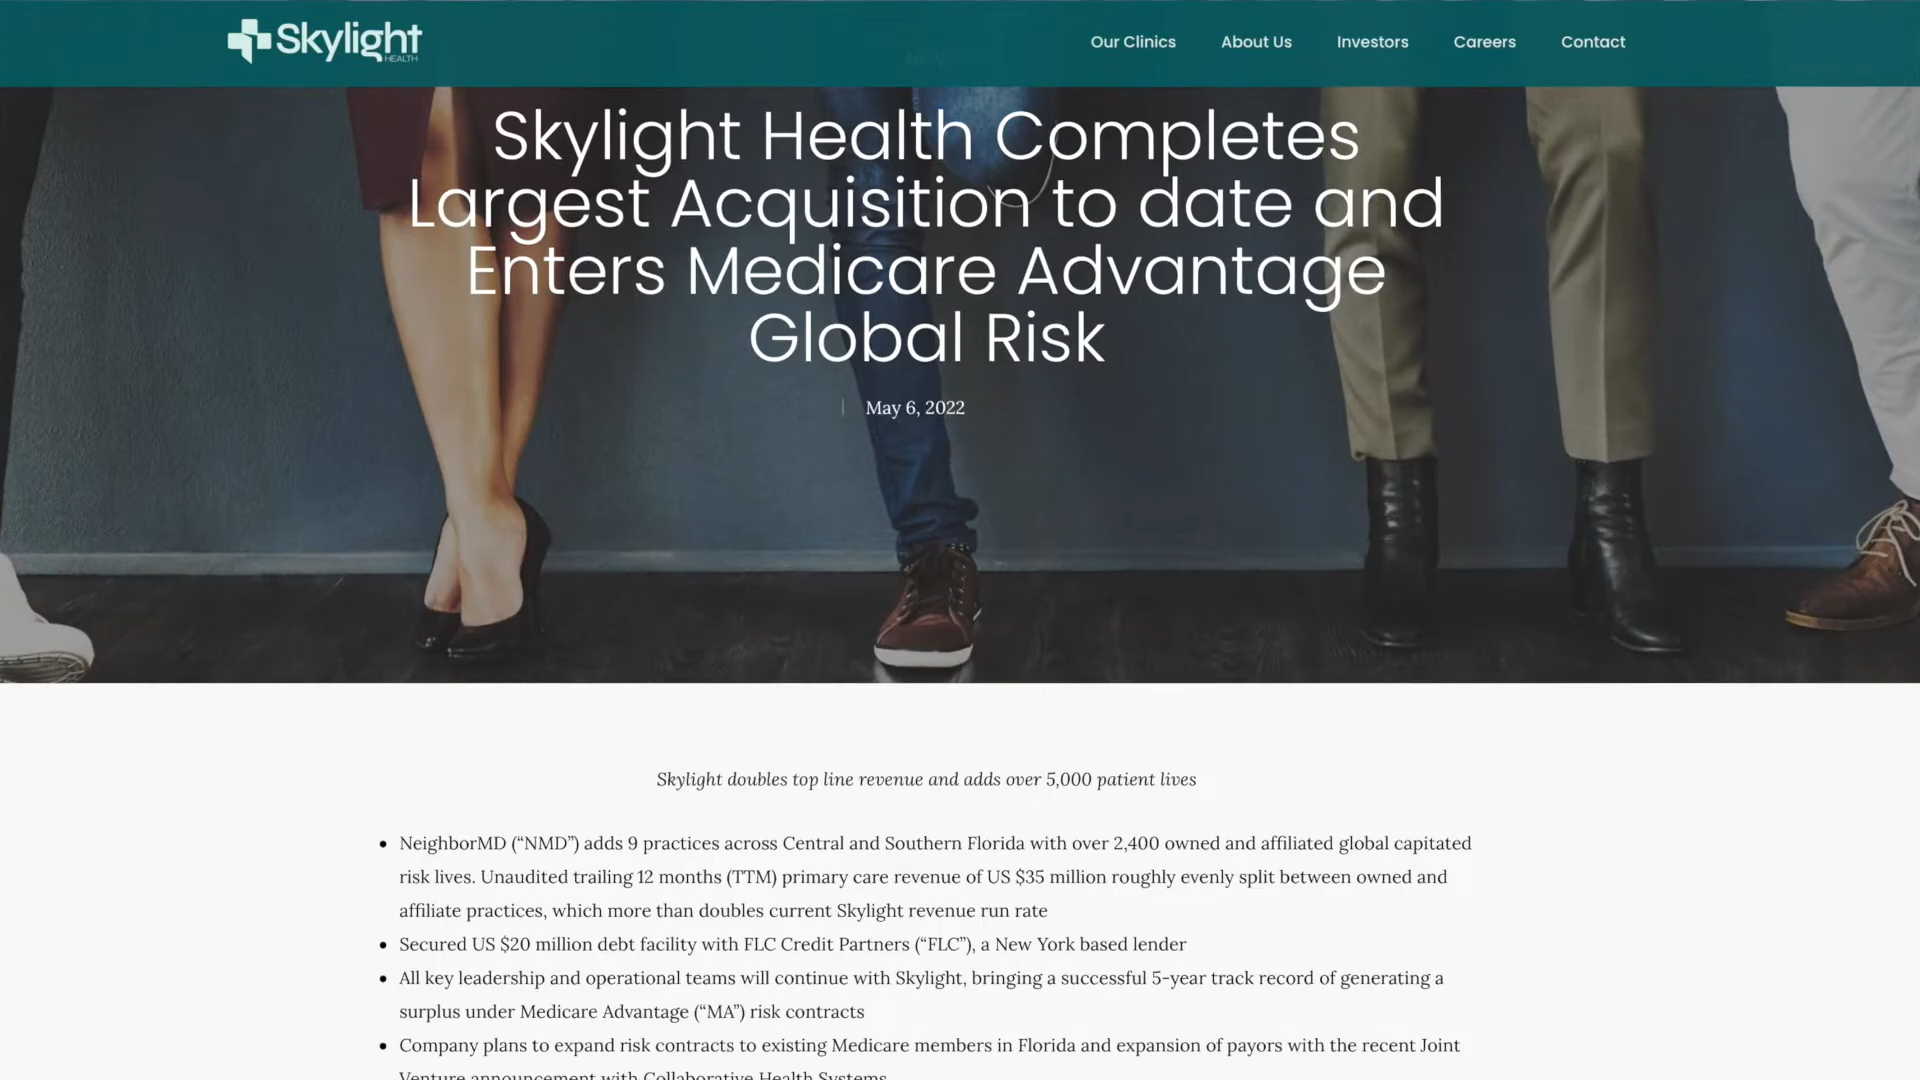 Skylight
HEALTH
Our Clinics
About Us
Investors
Careers
Contact
Skylight Health Completes
Largest Acquisition to date and
Enters Medicare Advantage
Global Risk
May 6, 2022
Skylight doubles top line revenue and adds over 5,000 patient lives
• NeighborMD (“NMD”) adds 9 practices across Central and Southern Florida with over 2,400 owned and affiliated global capitated
risk lives. Unaudited trailing 12 months (TTM) primary care revenue of US $35 million roughly evenly split between owned and
affiliate practices, which more than doubles current Skylight revenue run rate
• Secured US $20 million debt facility with FLC Credit Partners (“FLC”), a New York based lender
• All key leadership and operational teams will continue with Skylight, bringing a successful 5-year track record of generating a
surplus under Medicare Advantage (“MA”) risk contracts
• Company plans to expand risk contracts to existing Medicare members in Florida and expansion of payors with the recent Joint
Venture announcement with Collaborative Health Systems